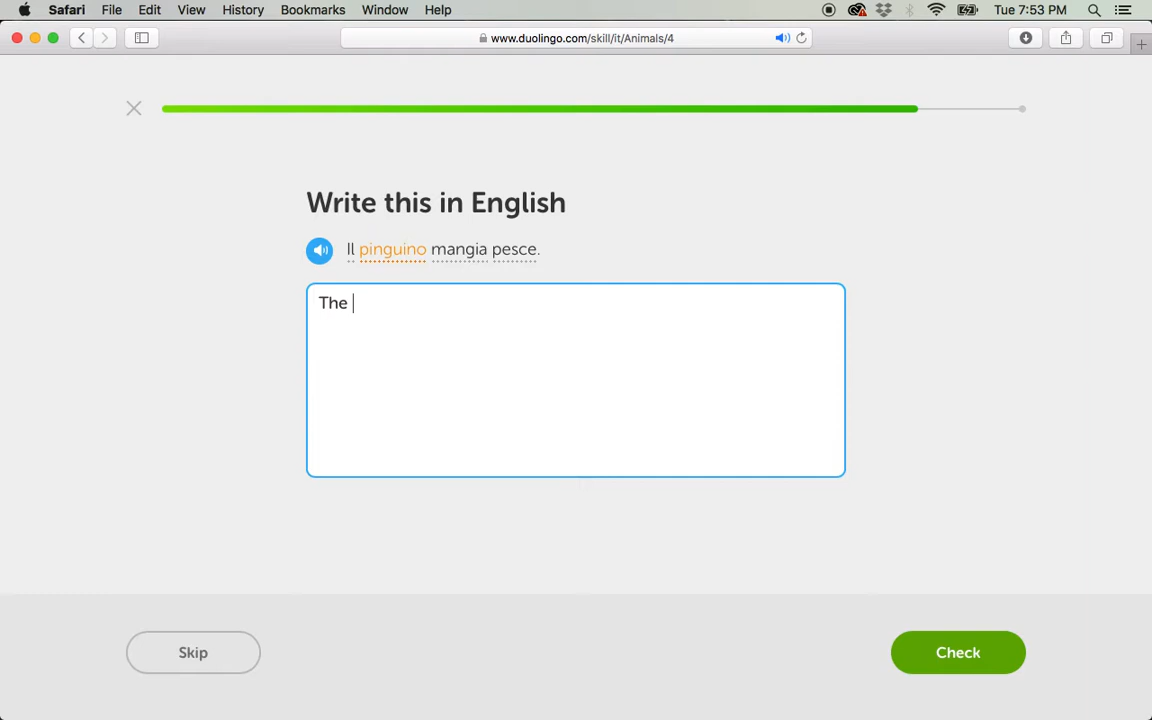 Safari File Edit View History Bookmarks Window Help Tue 7:53 PM
www.duolingo.com/skill/it/Animals/4
Write this in English
Il pinguino mangia pesce.
The
Skip
Check